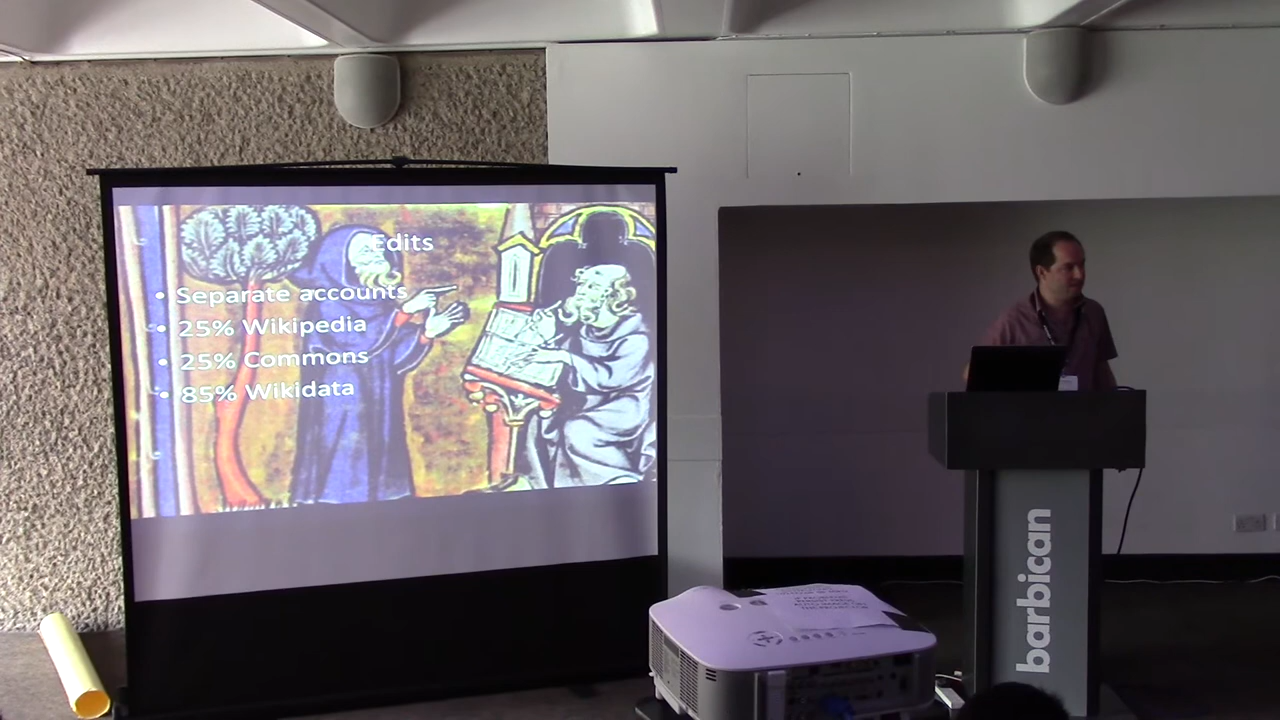 Edits
• Separate accounts
• 25% Wikipedia
• 25% Commons
• 85% Wikidata
barbican